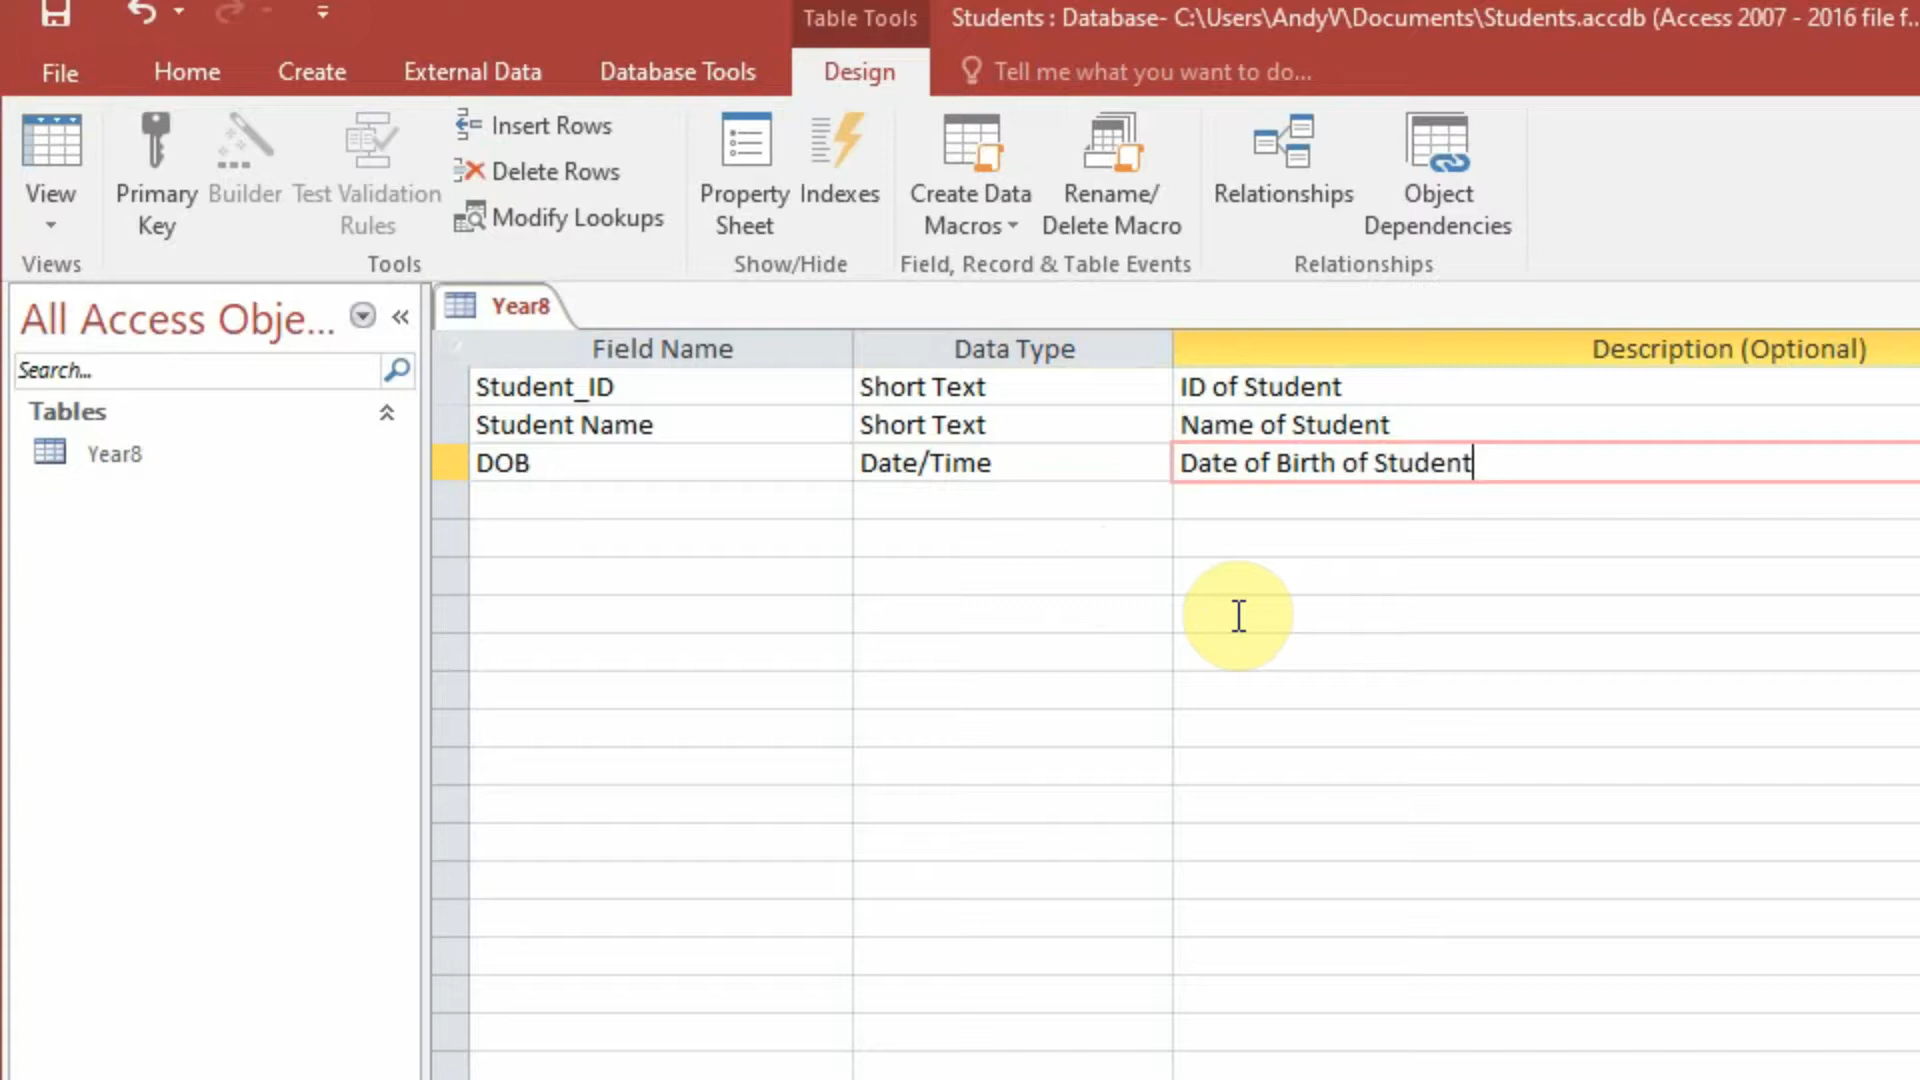 Table Tools
Students : Database- C:\Users\AndyV\Documents\Students.accdb (Access 2007 - 2016 file f...
File Home Create External Data Database Tools Design Tell me what you want to do...
View
Primary Key
Builder
Test Validation Rules
Insert Rows
Delete Rows
Modify Lookups
Property Sheet
Indexes
Create Data Macros
Rename/ Delete Macro
Relationships
Object Dependencies
Views Tools Show/Hide Field, Record & Table Events Relationships
All Access Obje...
Search...
Tables
Year8
Year8
Field Name Data Type Description (Optional)
Student_ID Short Text ID of Student
Student Name Short Text Name of Student
DOB Date/Time Date of Birth of Student